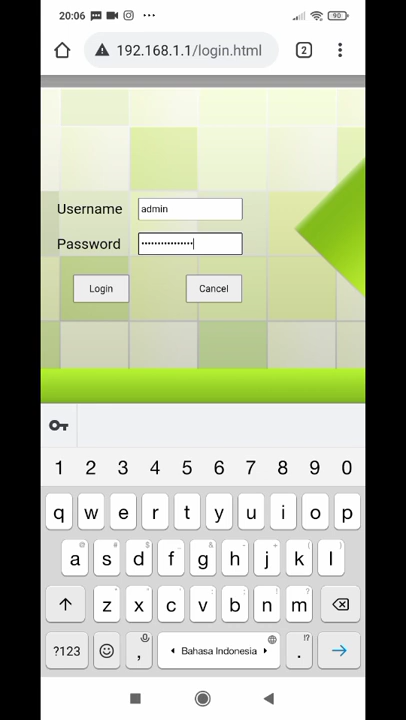 20:06 90
192.168.1.1/login.html 2
Username admin
Password ••••••••••••••••
Login Cancel
1 2 3 4 5 6 7 8 9 0
q w e r t y u i o p
@ # & - + ( )
a s d f g h j k l
z x c v b n m
?123 , Bahasa Indonesia . !?